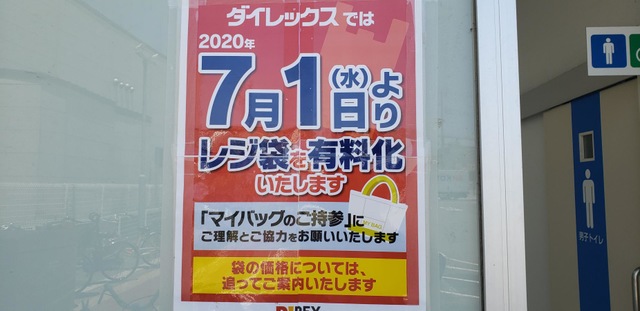 ダイレックスでは
2020年
7月1日(水)より
レジ袋を有料化
いたします
MY BAG
「マイバッグのご持参」に
ご理解とご協力をお願いいたします
袋の価格については、
追ってご案内いたします
DiREX
男子トイレ